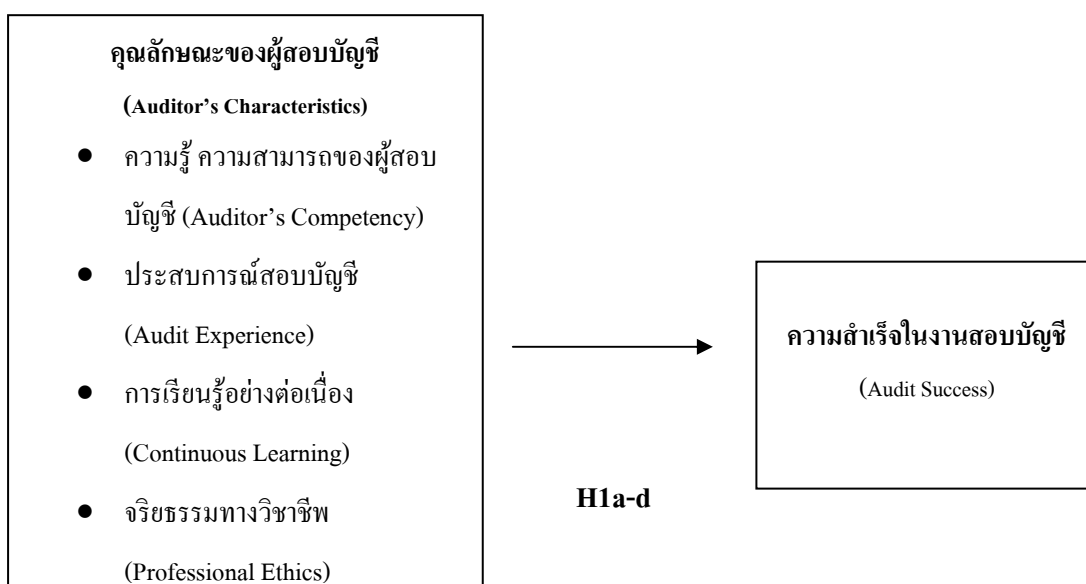 คุณลักษณะของผู้สอบบัญชี
(Auditor’s Characteristics)
● ความรู้ ความสามารถของผู้สอบ
บัญชี (Auditor’s Competency)
● ประสบการณ์สอบบัญชี
(Audit Experience)
● การเรียนรู้อย่างต่อเนื่อง
(Continuous Learning)
● จริยธรรมทางวิชาชีพ
(Professional Ethics)
H1a-d
ความสำเร็จในงานสอบบัญชี
(Audit Success)